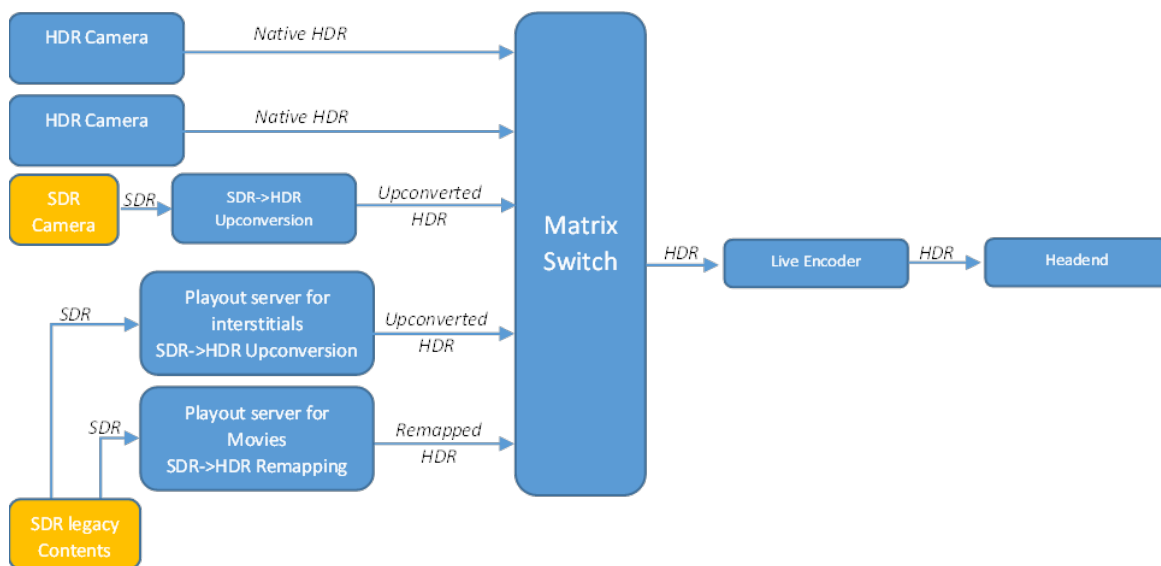 HDR Camera
Native HDR
HDR Camera
Native HDR
SDR
Camera
SDR
SDR->HDR
Upconversion
Upconverted
HDR
Matrix
Switch
HDR
Live Encoder
HDR
Headend
SDR
Playout server for
interstitials
SDR->HDR Upconversion
Upconverted
HDR
SDR
Playout server for
Movies
SDR->HDR Remapping
Remapped
HDR
SDR legacy
Contents